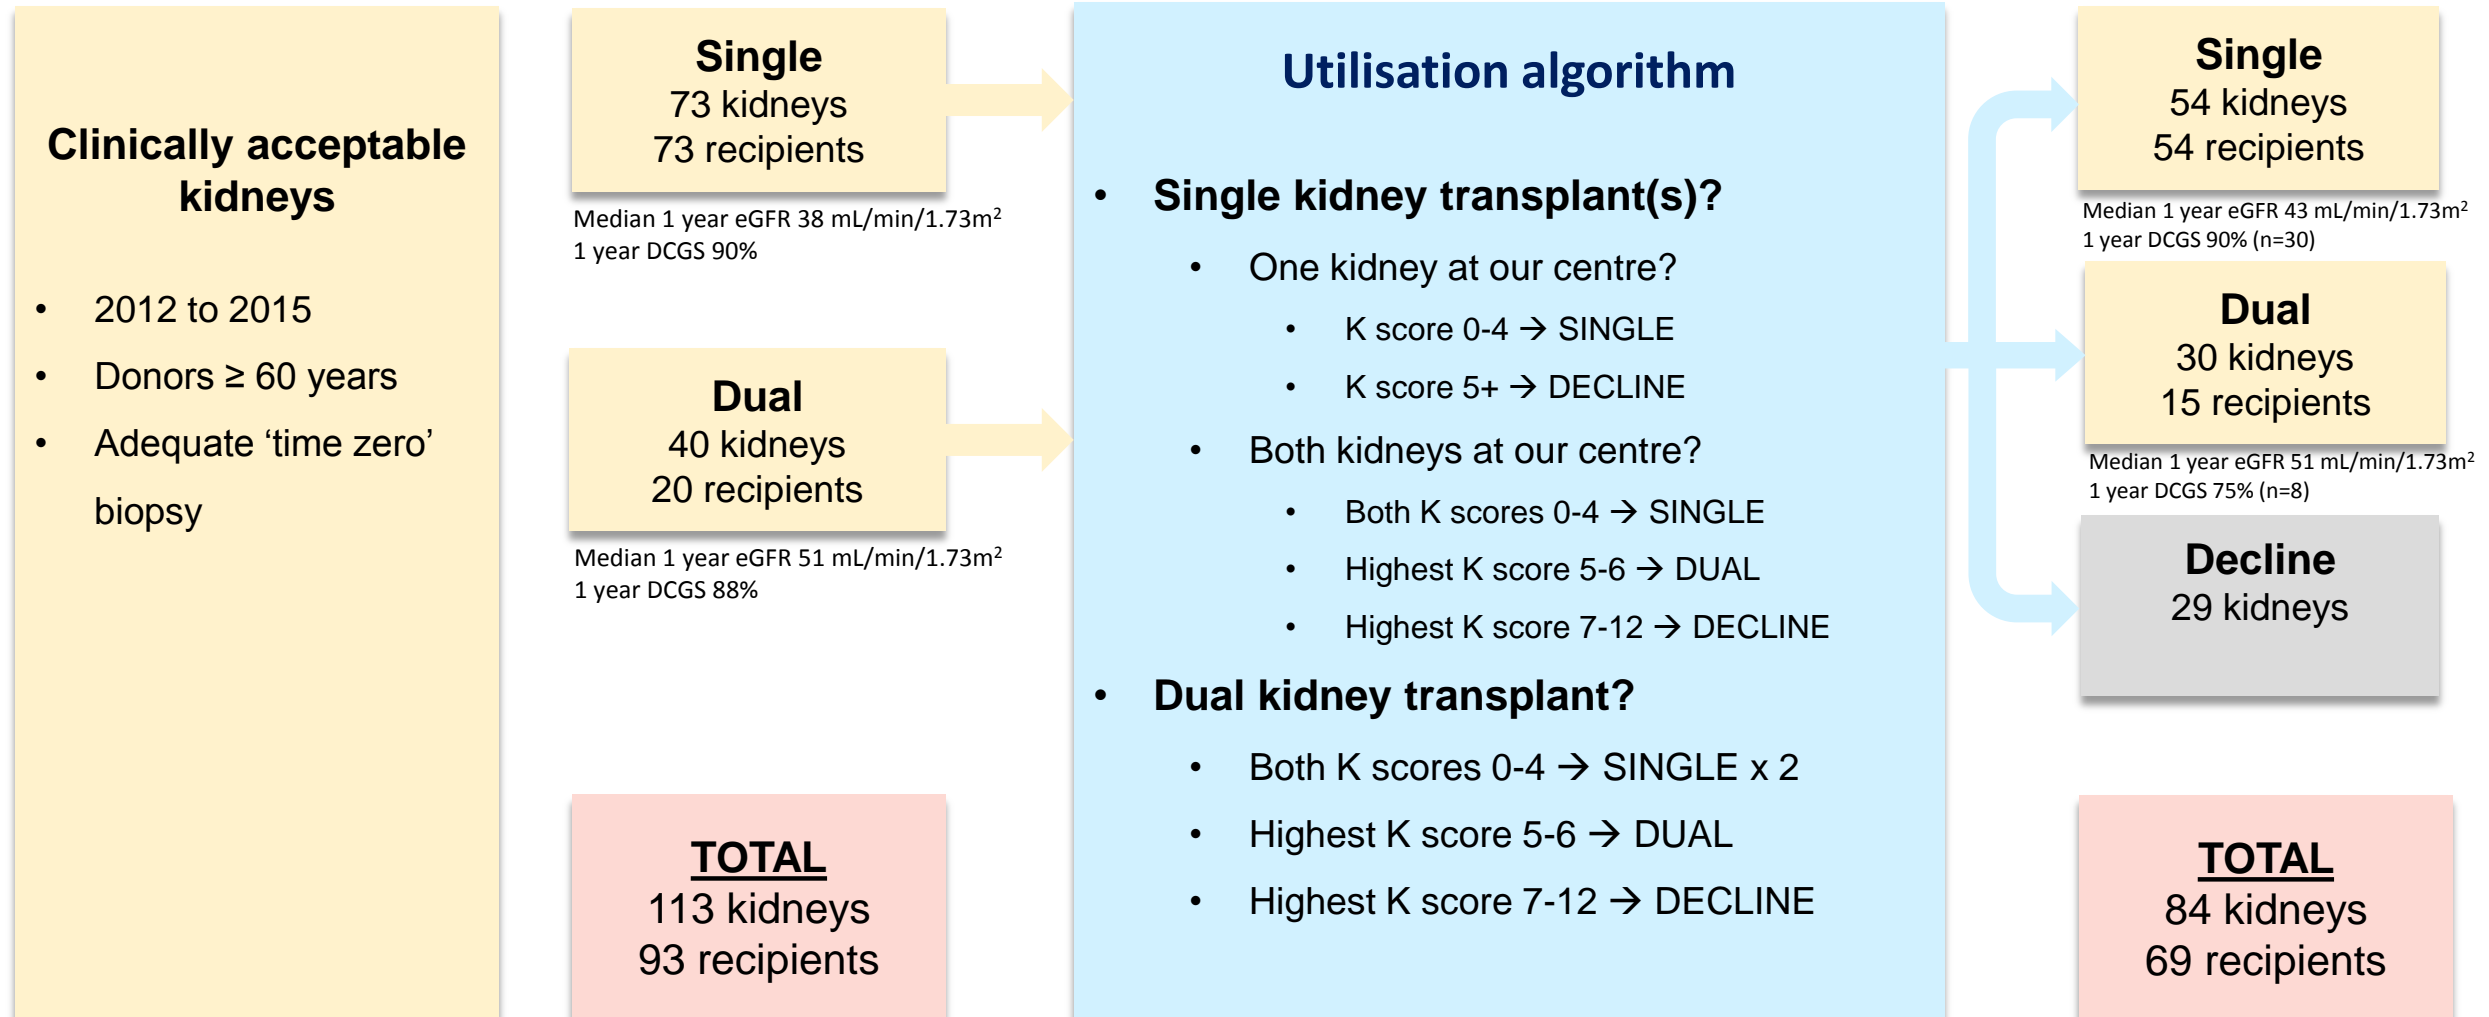 Clinically acceptable
kidneys
• 2012 to 2015
• Donors ≥ 60 years
• Adequate ‘time zero’
biopsy
Single
73 kidneys
73 recipients
Median 1 year eGFR 38 mL/min/1.73m²
1 year DCGS 90%
Dual
40 kidneys
20 recipients
Median 1 year eGFR 51 mL/min/1.73m²
1 year DCGS 88%
TOTAL
113 kidneys
93 recipients
Utilisation algorithm
• Single kidney transplant(s)?
• One kidney at our centre?
• K score 0-4 → SINGLE
• K score 5+ → DECLINE
• Both kidneys at our centre?
• Both K scores 0-4 → SINGLE
• Highest K score 5-6 → DUAL
• Highest K score 7-12 → DECLINE
• Dual kidney transplant?
• Both K scores 0-4 → SINGLE x 2
• Highest K score 5-6 → DUAL
• Highest K score 7-12 → DECLINE
Single
54 kidneys
54 recipients
Median 1 year eGFR 43 mL/min/1.73m²
1 year DCGS 90% (n=30)
Dual
30 kidneys
15 recipients
Median 1 year eGFR 51 mL/min/1.73m²
1 year DCGS 75% (n=8)
Decline
29 kidneys
TOTAL
84 kidneys
69 recipients